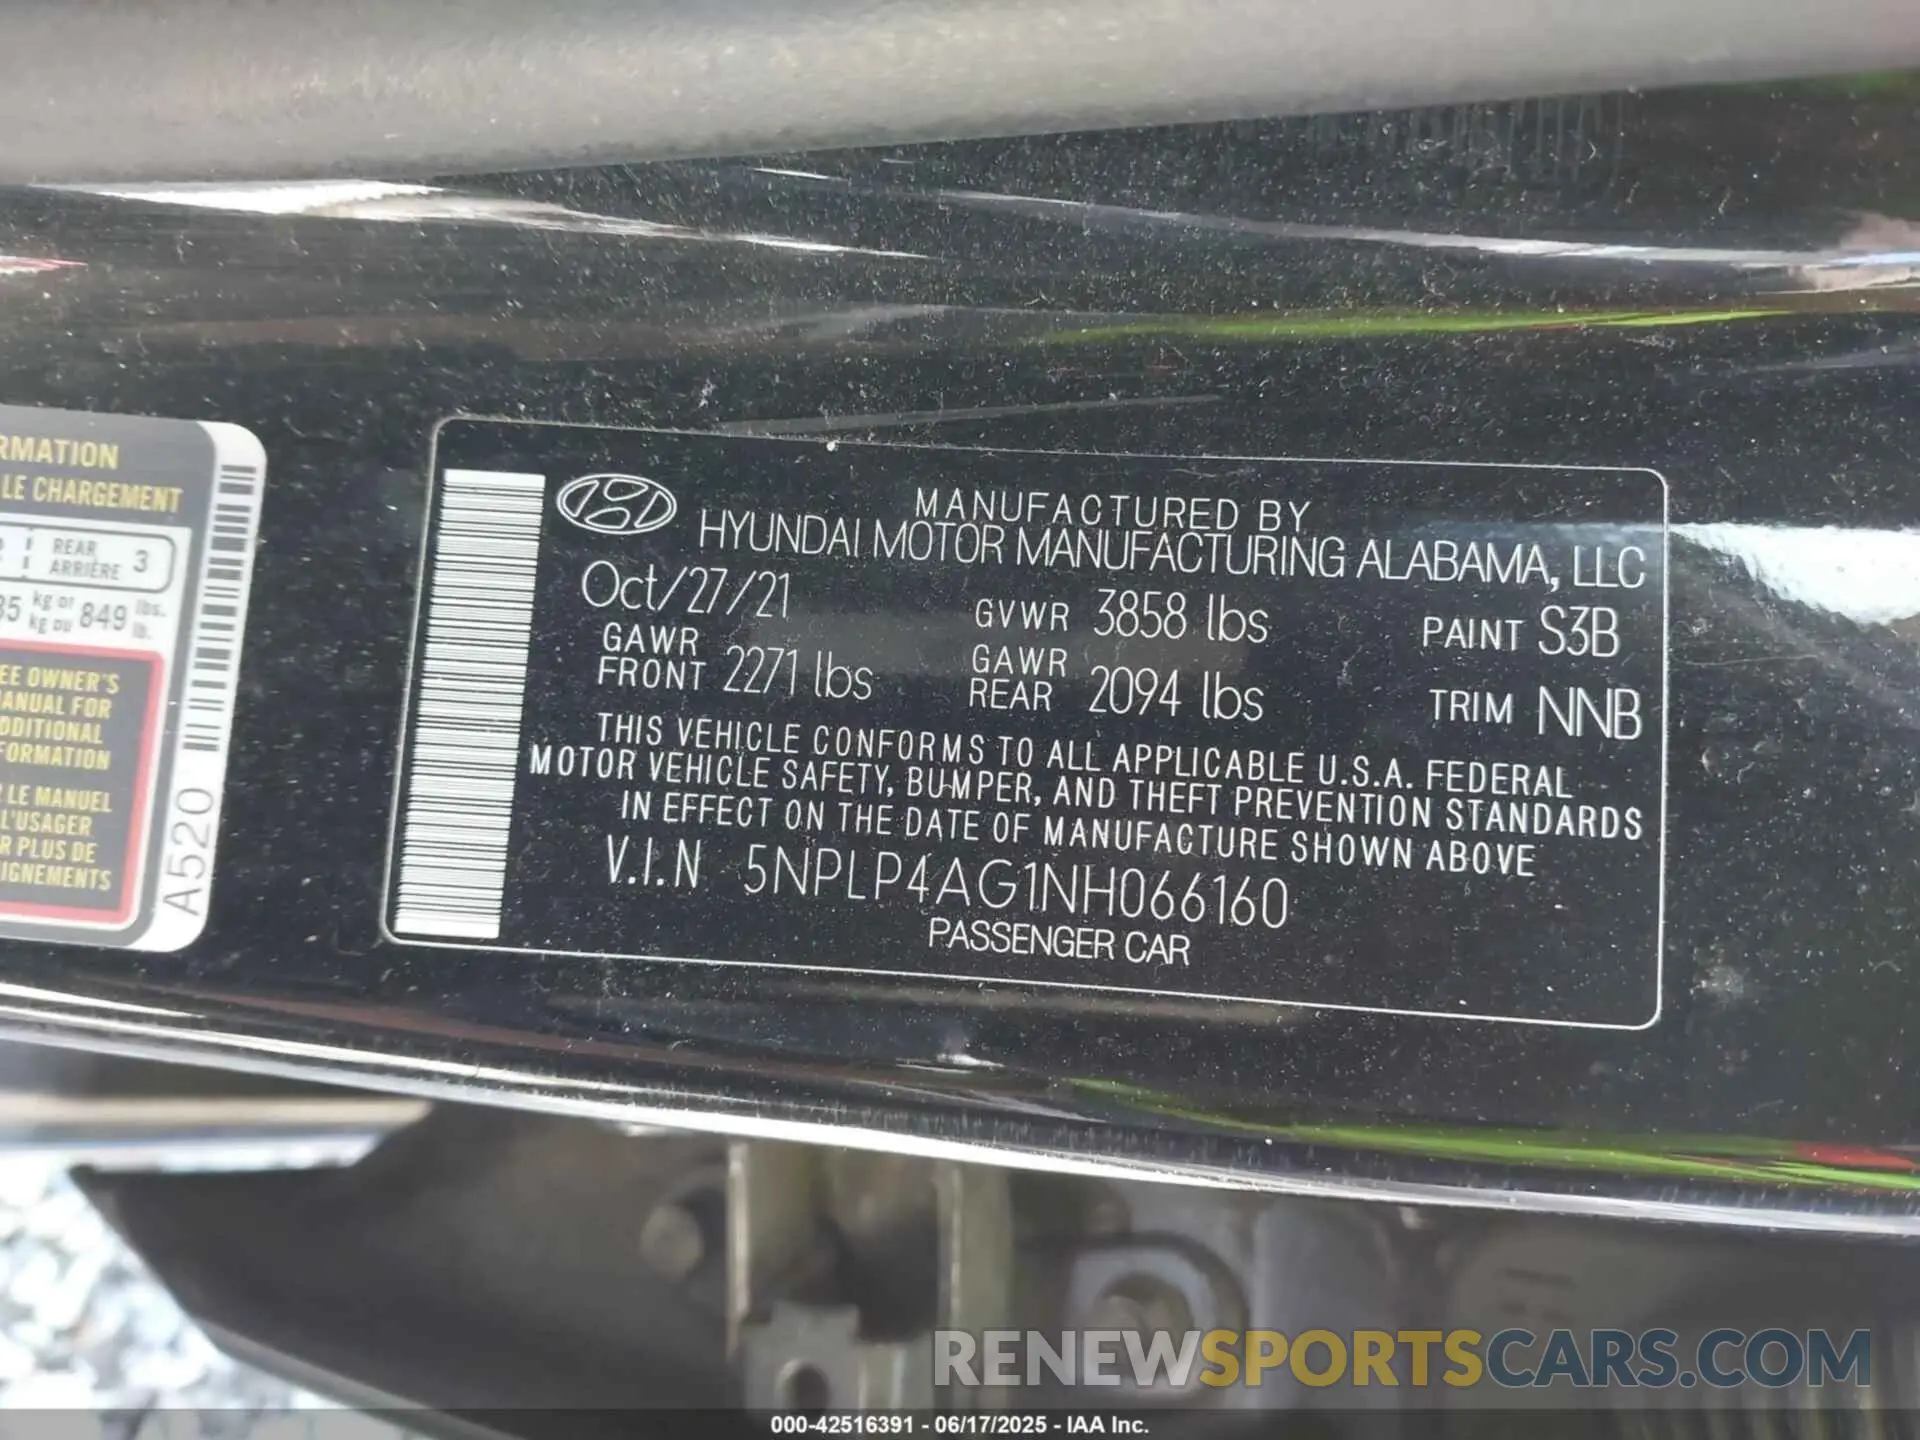 RMATION
LE CHARGEMENT
REAR
ARRIÈRE 3
kg or
kg ou 849 lbs.
lb.
EE OWNER'S
ANUAL FOR
DDITIONAL
FORMATION
LE MANUEL
L'USAGER
R PLUS DE
IGNEMENTS
A520
MANUFACTURED BY
HYUNDAI MOTOR MANUFACTURING ALABAMA, LLC
Oct/27/21 GVWR 3858 lbs PAINT S3B
GAWR FRONT 2271 lbs GAWR REAR 2094 lbs TRIM NNB
THIS VEHICLE CONFORMS TO ALL APPLICABLE U.S.A. FEDERAL
MOTOR VEHICLE SAFETY, BUMPER, AND THEFT PREVENTION STANDARDS
IN EFFECT ON THE DATE OF MANUFACTURE SHOWN ABOVE
V.I.N 5NPLP4AG1NH066160
PASSENGER CAR
RENEWSPORTSCARS.COM
000-42516391 - 06/17/2025 - IAA Inc.